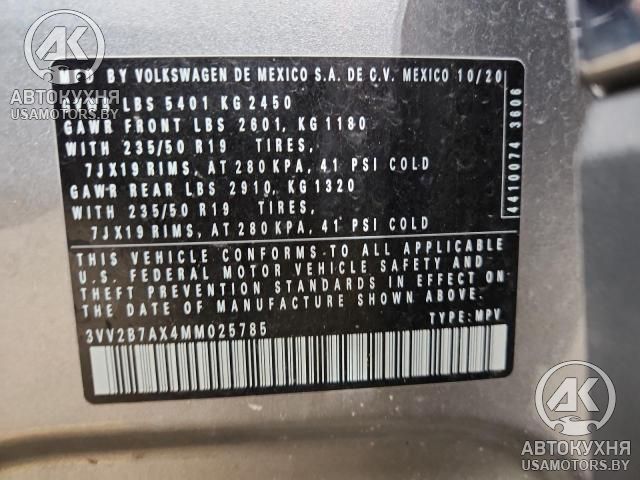 MFD BY VOLKSWAGEN DE MEXICO S.A. DE C.V. MEXICO 10/20
LBS 5401 KG 2450
GAWR FRONT LBS 2601, KG 1180
WITH 235/50 R19 TIRES,
7JX19 RIMS, AT 280 KPA, 41 PSI COLD
GAWR REAR LBS 2910, KG 1320
WITH 235/50 R19 TIRES,
7JX19 RIMS, AT 280 KPA, 41 PSI COLD
THIS VEHICLE CONFORMS TO ALL APPLICABLE
U.S. FEDERAL MOTOR VEHICLE SAFETY AND
THEFT PREVENTION STANDARDS IN EFFECT ON
THE DATE OF MANUFACTURE SHOWN ABOVE.
3VV2B7AX4MM025785 TYPE: MPV
4410074 3606
АК
АВТОКУХНЯ
USAMOTORS.BY
АК
АВТОКУХНЯ
USAMOTORS.BY